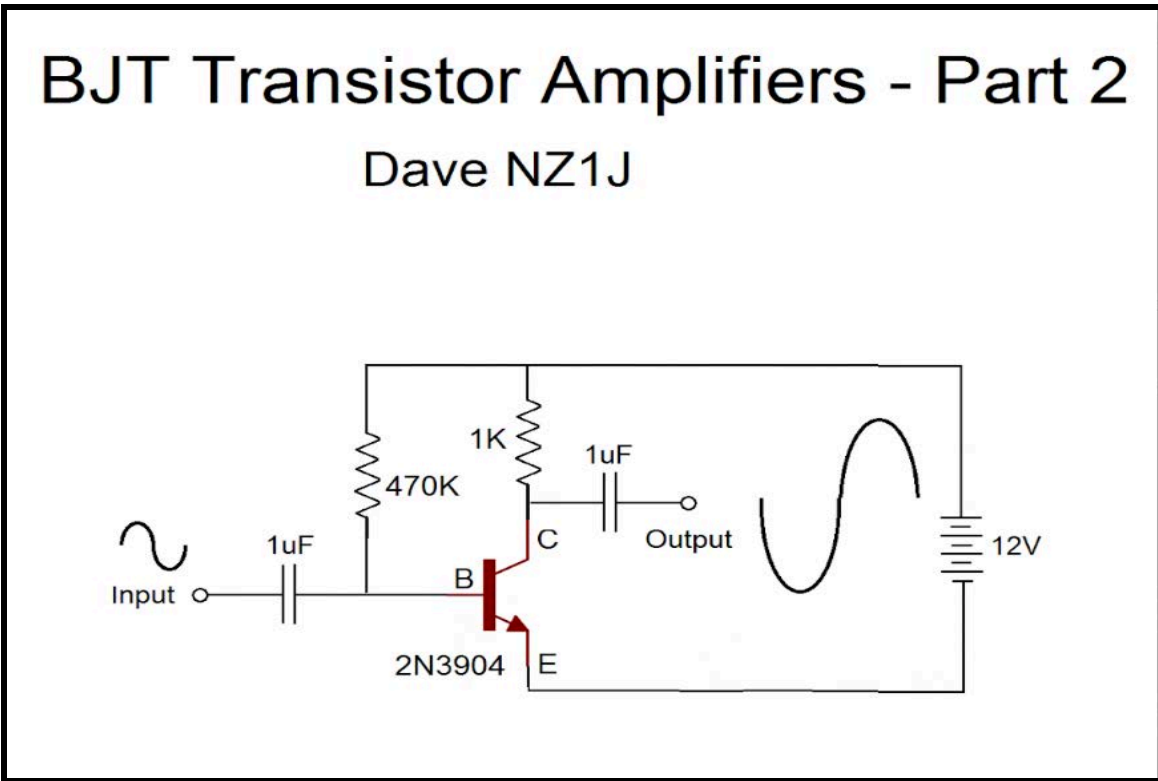 BJT Transistor Amplifiers - Part 2
Dave NZ1J
1K
1uF
470K
C
Output
12V
1uF
B
Input
2N3904
E